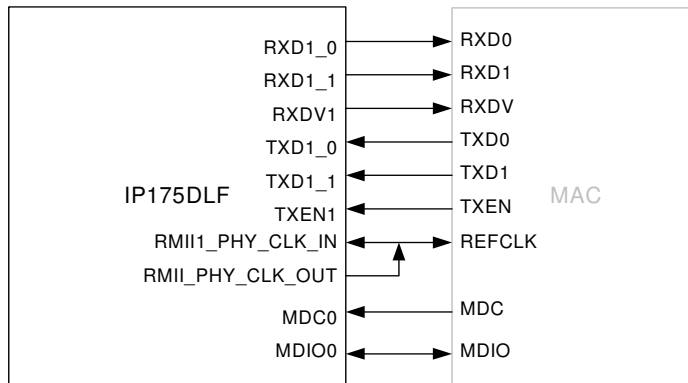 RXD1_0 RXD0
RXD1_1 RXD1
RXDV1 RXDV
TXD1_0 TXD0
TXD1_1 TXD1
IP175DLF MAC
TXEN1 TXEN
RMII1_PHY_CLK_IN REFCLK
RMII_PHY_CLK_OUT
MDC0 MDC
MDIO0 MDIO